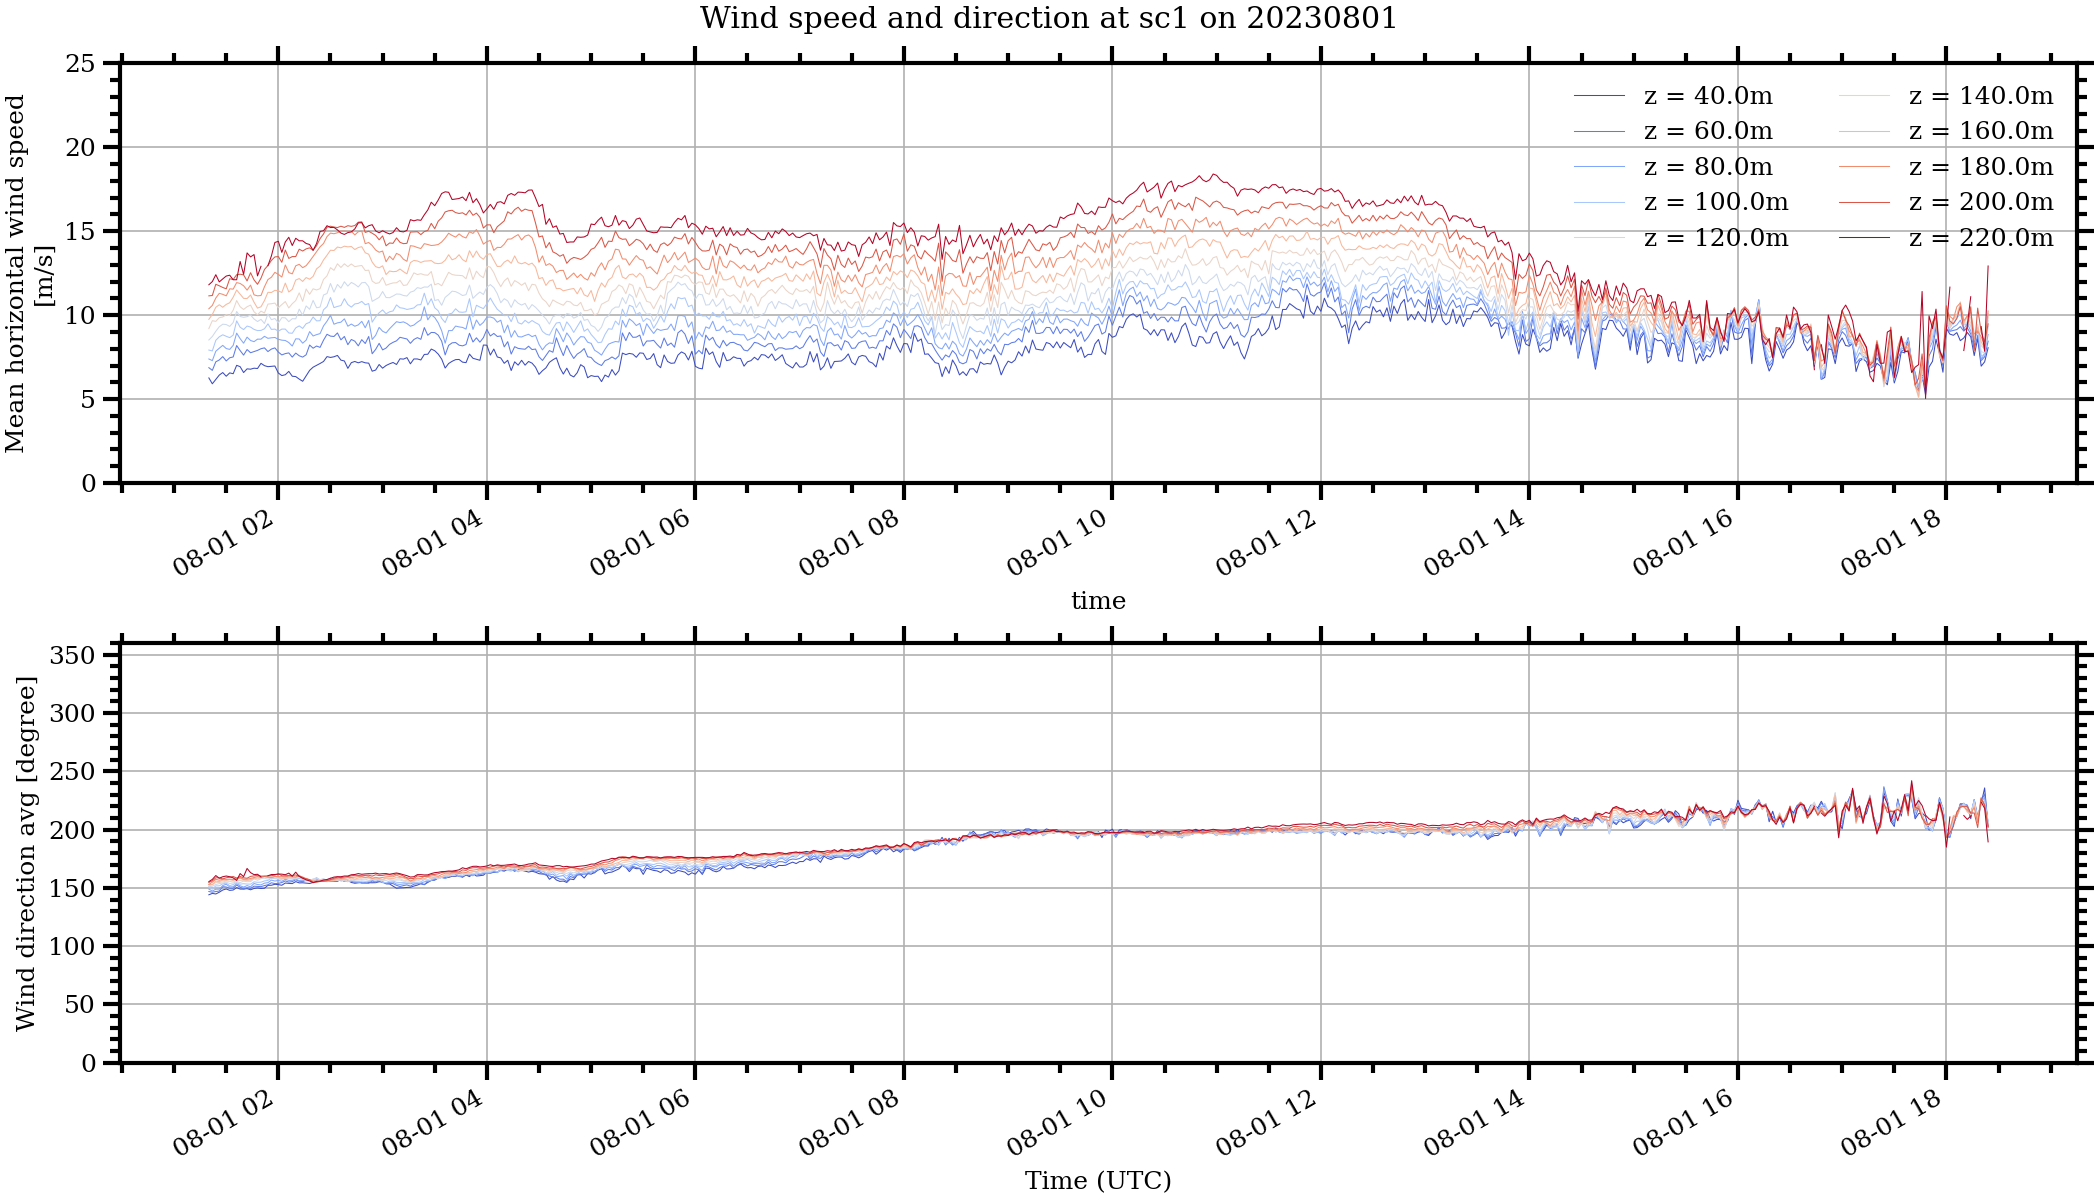 Wind speed and direction at sc1 on 20230801
Mean horizontal wind speed
[m/s]
25
20
15
10
5
0
z = 40.0m
z = 60.0m
z = 80.0m
z = 100.0m
z = 120.0m
z = 140.0m
z = 160.0m
z = 180.0m
z = 200.0m
z = 220.0m
08-01 02
08-01 04
08-01 06
08-01 08
08-01 10
08-01 12
08-01 14
08-01 16
08-01 18
time
Wind direction avg [degree]
350
300
250
200
150
100
50
0
08-01 02
08-01 04
08-01 06
08-01 08
08-01 10
08-01 12
08-01 14
08-01 16
08-01 18
Time (UTC)